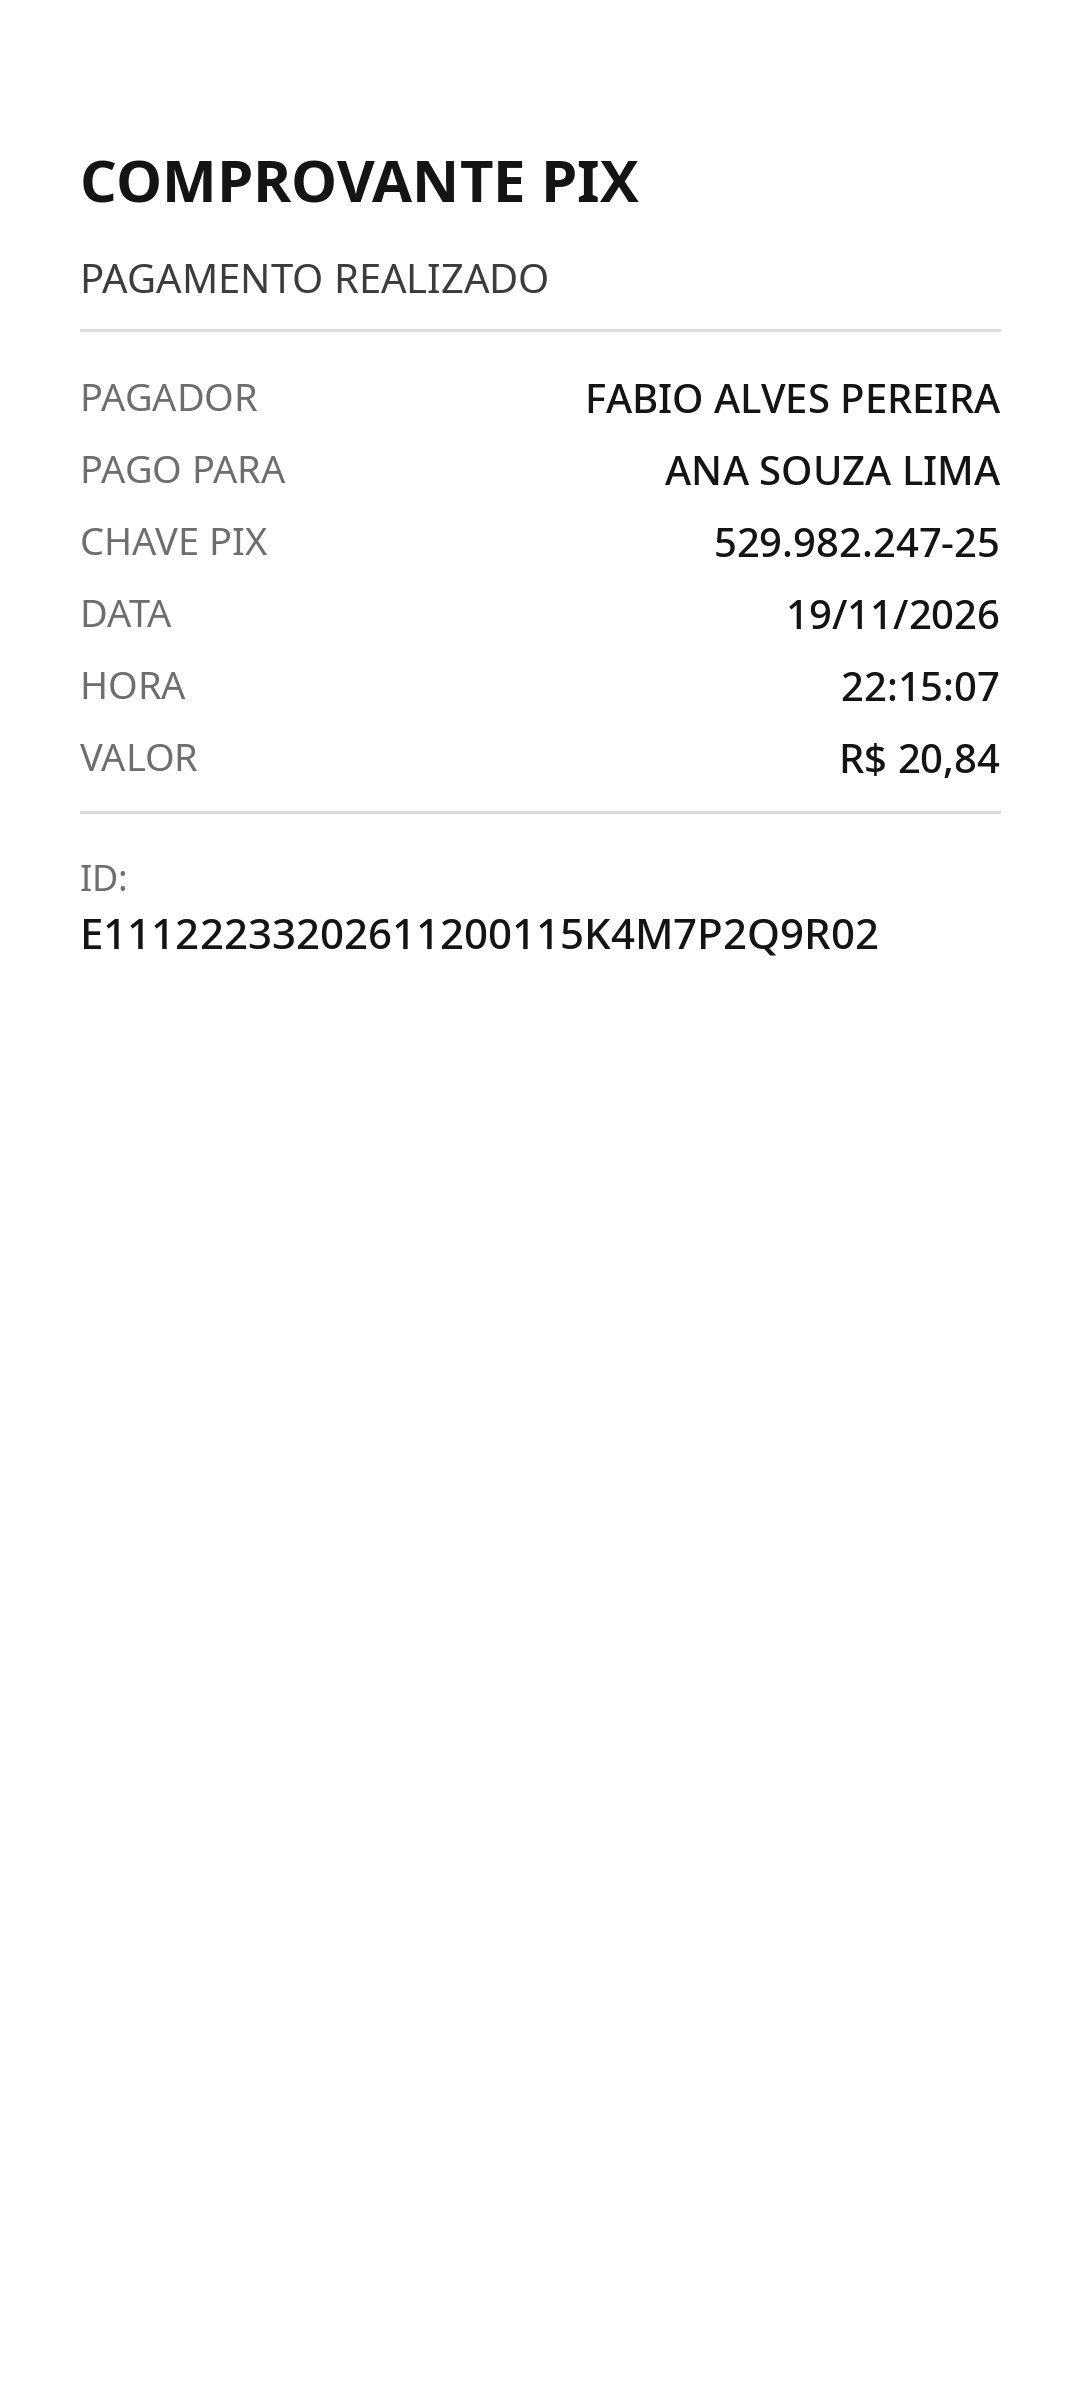 COMPROVANTE PIX
PAGAMENTO REALIZADO
PAGADOR FABIO ALVES PEREIRA
PAGO PARA ANA SOUZA LIMA
CHAVE PIX 529.982.247-25
DATA 19/11/2026
HORA 22:15:07
VALOR R$ 20,84
ID:
E11122233202611200115K4M7P2Q9R02